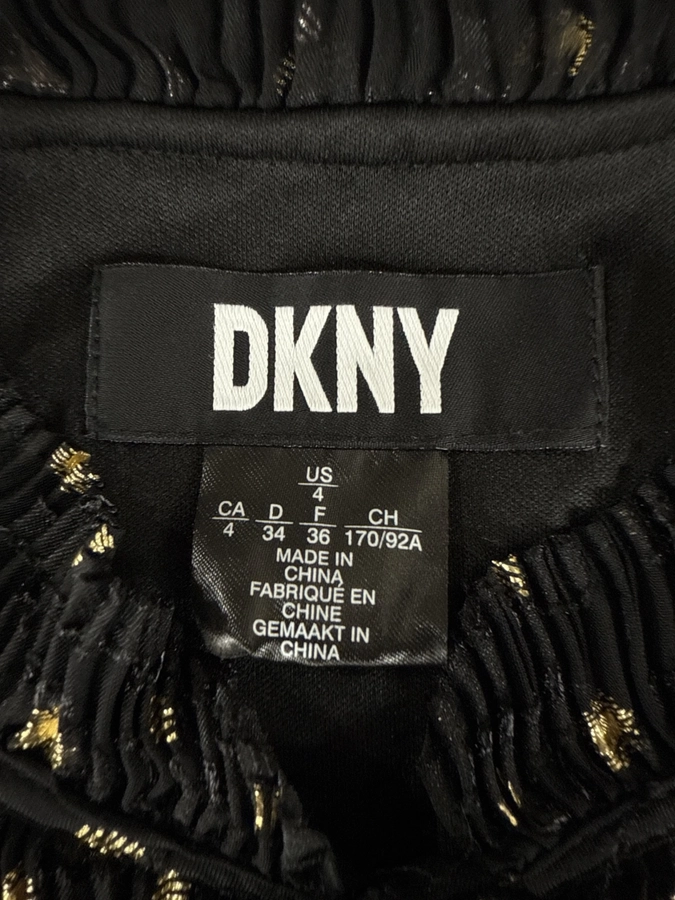 DKNY
US
4
CA D F CH
4 34 36 170/92A
MADE IN
CHINA
FABRIQUÉ EN
CHINE
GEMAAKT IN
CHINA